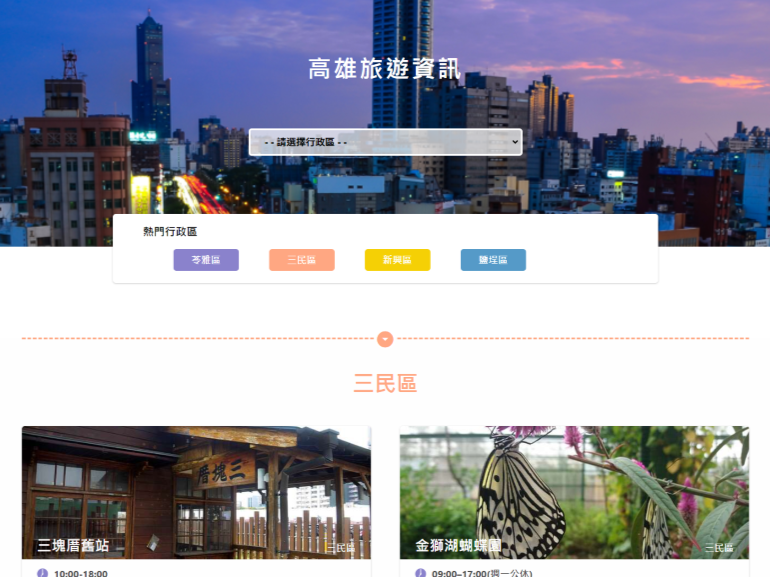 高雄旅遊資訊
- - 請選擇行政區 - -
熱門行政區
苓雅區
三民區
新興區
鹽埕區
三民區
三塊厝
三塊厝舊站
三民區
金獅湖蝴蝶園
三民區
10:00-18:00
09:00–17:00(週一公休)